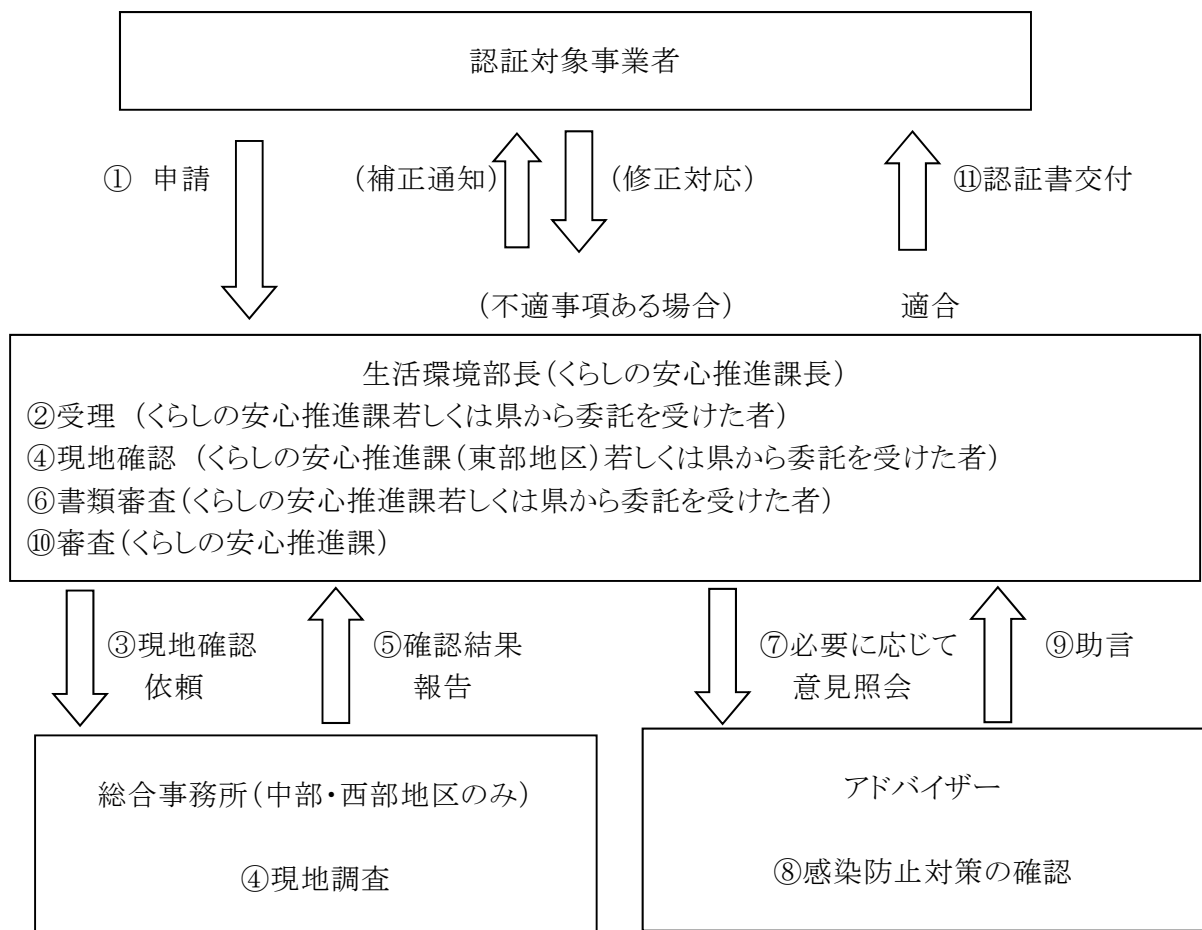 認証対象事業者
① 申請
(補正通知)
(修正対応)
⑪認証書交付
(不適事項ある場合)
適合
生活環境部長(くらしの安心推進課長)
②受理 (くらしの安心推進課若しくは県から委託を受けた者)
④現地確認 (くらしの安心推進課(東部地区)若しくは県から委託を受けた者)
⑥書類審査(くらしの安心推進課若しくは県から委託を受けた者)
⑩審査(くらしの安心推進課)
③現地確認
依頼
⑤確認結果
報告
⑦必要に応じて
意見照会
⑨助言
総合事務所(中部・西部地区のみ)
④現地調査
アドバイザー
⑧感染防止対策の確認